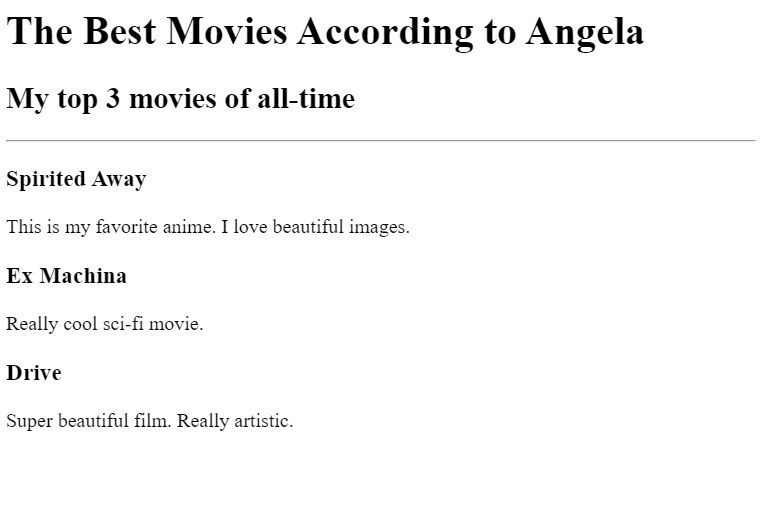 The Best Movies According to Angela
My top 3 movies of all-time
Spirited Away
This is my favorite anime. I love beautiful images.
Ex Machina
Really cool sci-fi movie.
Drive
Super beautiful film. Really artistic.